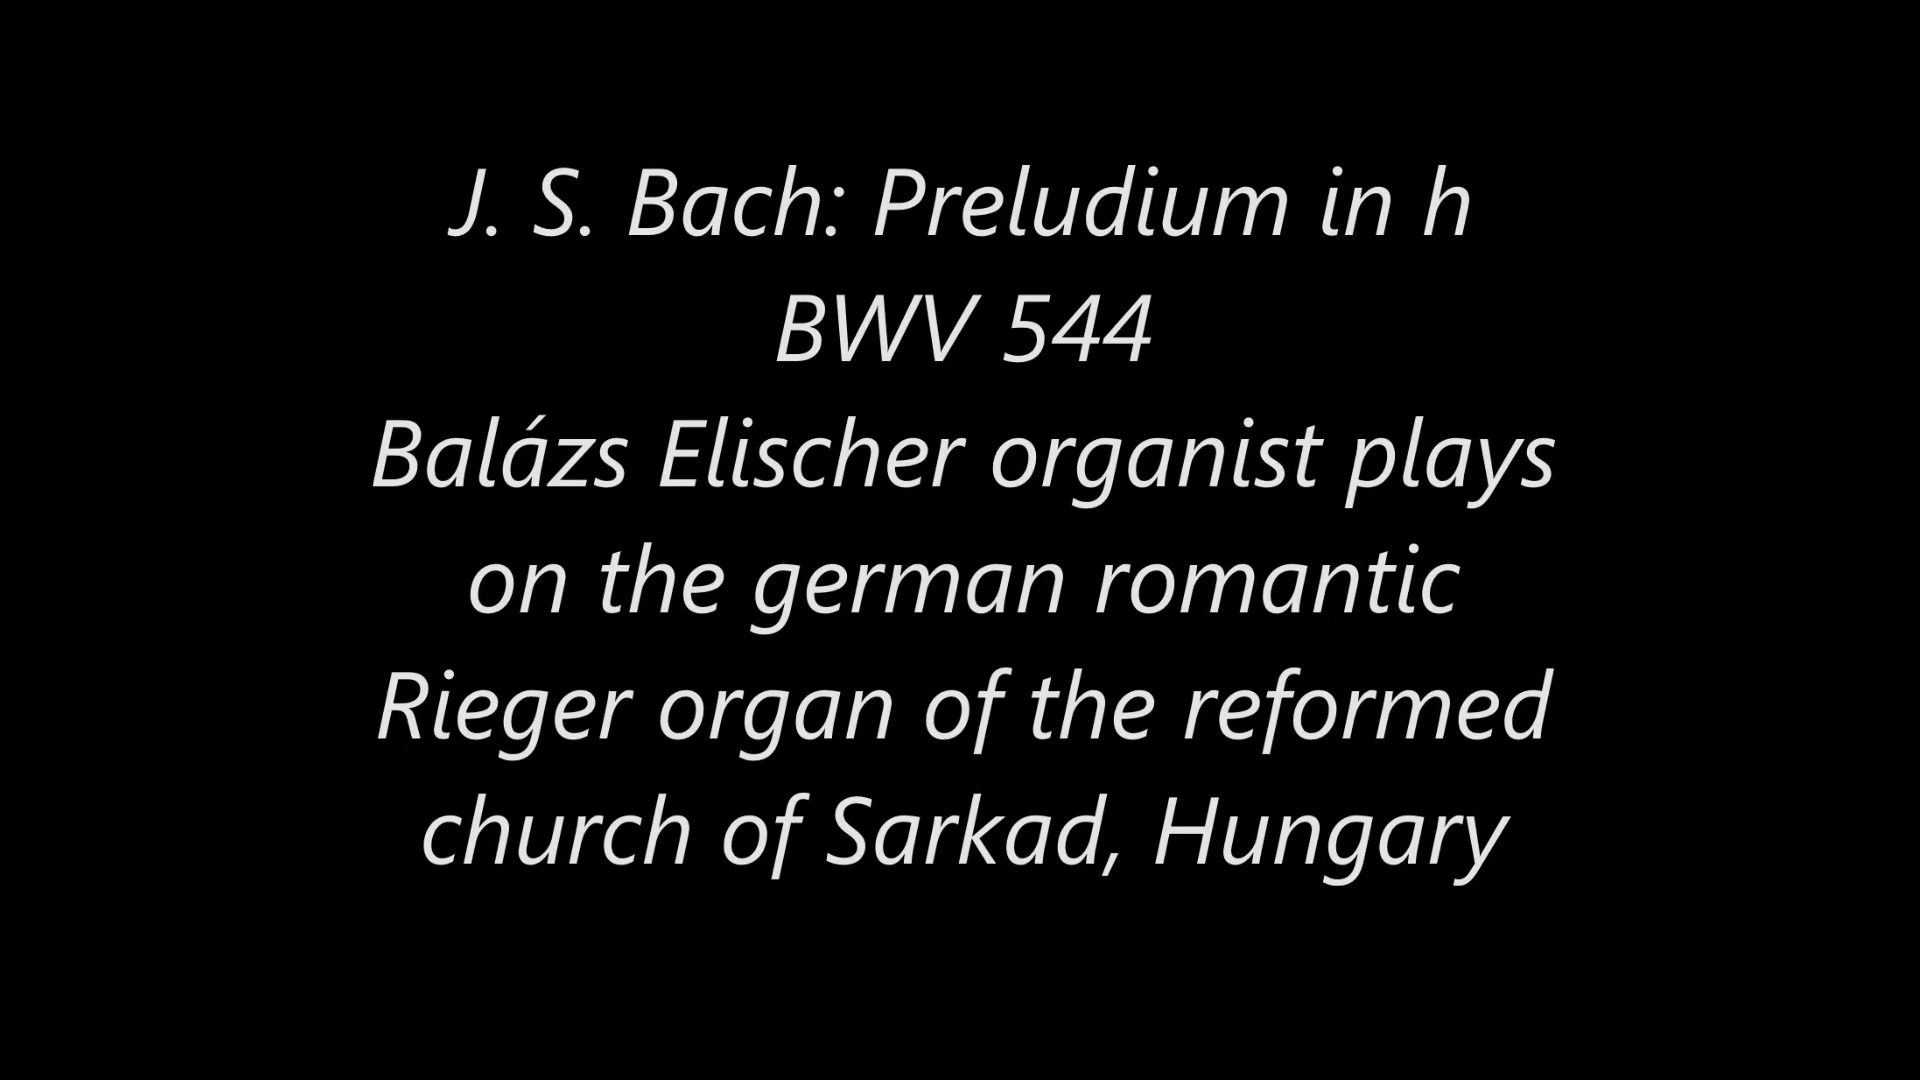 J. S. Bach: Preludium in h
BWV 544
Balázs Elischer organist plays
on the german romantic
Rieger organ of the reformed
church of Sarkad, Hungary